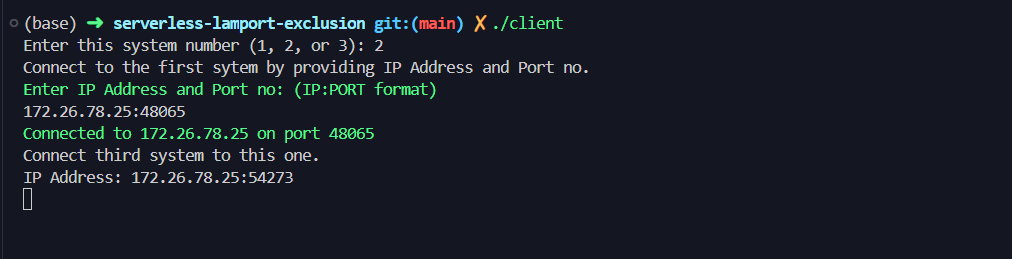 (base) ➜ serverless-lamport-exclusion git:(main) ✗ ./client
Enter this system number (1, 2, or 3): 2
Connect to the first sytem by providing IP Address and Port no.
Enter IP Address and Port no: (IP:PORT format)
172.26.78.25:48065
Connected to 172.26.78.25 on port 48065
Connect third system to this one.
IP Address: 172.26.78.25:54273